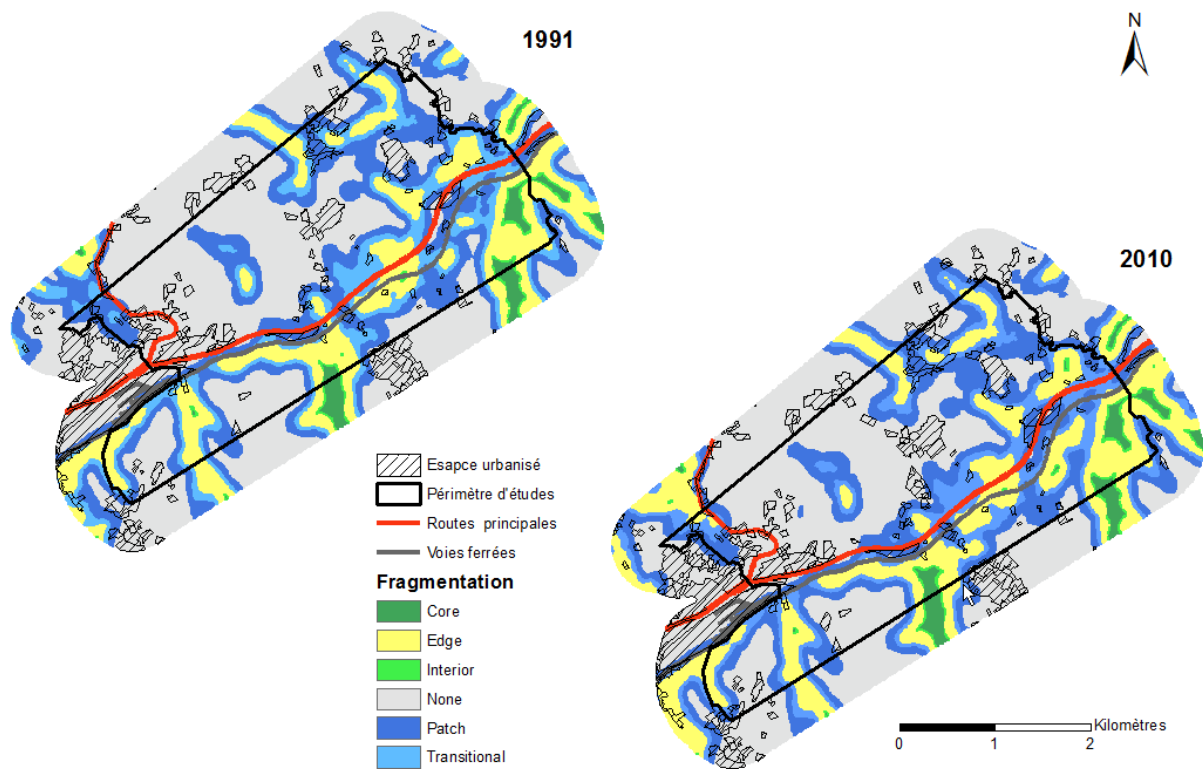 1991
N
2010
Esapce urbanisé
Périmètre d'études
Routes principales
Voies ferrées
Fragmentation
Core
Edge
Interior
None
Patch
Transitional
Kilomètres
0 1 2